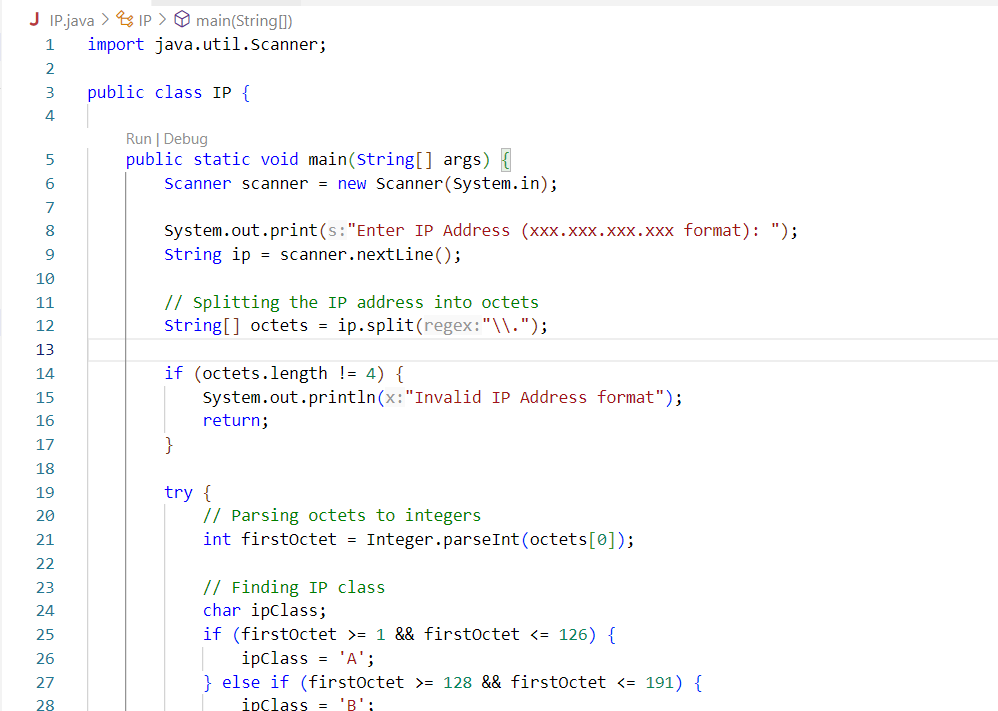 J IP.java > IP > main(String[])
1 import java.util.Scanner;
2
3 public class IP {
4
Run | Debug
5 public static void main(String[] args) {
6 Scanner scanner = new Scanner(System.in);
7
8 System.out.print(s:"Enter IP Address (xxx.xxx.xxx.xxx format): ");
9 String ip = scanner.nextLine();
10
11 // Splitting the IP address into octets
12 String[] octets = ip.split(regex:"\\.");
13
14 if (octets.length != 4) {
15 System.out.println(x:"Invalid IP Address format");
16 return;
17 }
18
19 try {
20 // Parsing octets to integers
21 int firstOctet = Integer.parseInt(octets[0]);
22
23 // Finding IP class
24 char ipClass;
25 if (firstOctet >= 1 && firstOctet <= 126) {
26 ipClass = 'A';
27 } else if (firstOctet >= 128 && firstOctet <= 191) {
28 ipClass = 'B';